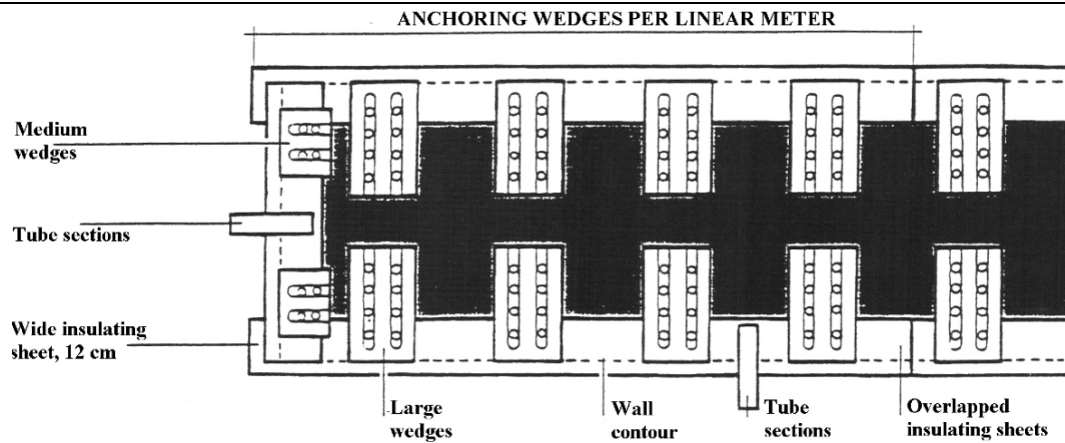 ANCHORING WEDGES PER LINEAR METER
Medium
wedges
Tube sections
Wide insulating
sheet, 12 cm
Large
wedges
Wall
contour
Tube
sections
Overlapped
insulating sheets